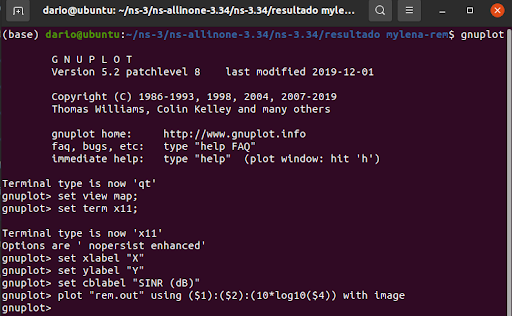 dario@ubuntu: ~/ns-3/ns-allinone-3.34/ns-3.34/resultado myle...
(base) dario@ubuntu:~/ns-3/ns-allinone-3.34/ns-3.34/resultado mylena-rem$ gnuplot
G N U P L O T
Version 5.2 patchlevel 8    last modified 2019-12-01
Copyright (C) 1986-1993, 1998, 2004, 2007-2019
Thomas Williams, Colin Kelley and many others
gnuplot home:     http://www.gnuplot.info
faq, bugs, etc:   type "help FAQ"
immediate help:   type "help"  (plot window: hit 'h')
Terminal type is now 'qt'
gnuplot> set view map;
gnuplot> set term x11;
Terminal type is now 'x11'
Options are ' nopersist enhanced'
gnuplot> set xlabel "X"
gnuplot> set ylabel "Y"
gnuplot> set cblabel "SINR (dB)"
gnuplot> plot "rem.out" using ($1):($2):(10*log10($4)) with image
gnuplot>